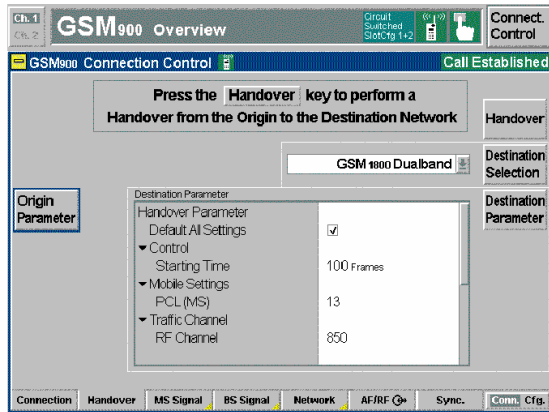 Ch. 1
Ch. 2
GSM900 Overview
Circuit
Switched
SlotCfg 1+2
Connect.
Control
GSM900 Connection Control
Call Established
Press the Handover key to perform a
Handover from the Origin to the Destination Network
Handover
GSM 1800 Dualband
Destination
Selection
Origin
Parameter
Destination
Parameter
Destination Parameter
Handover Parameter
Default All Settings
Control
Starting Time 100 Frames
Mobile Settings
PCL (MS) 13
Traffic Channel
RF Channel 850
Connection Handover MS Signal BS Signal Network AF/RF Sync. Conn. Cfg.